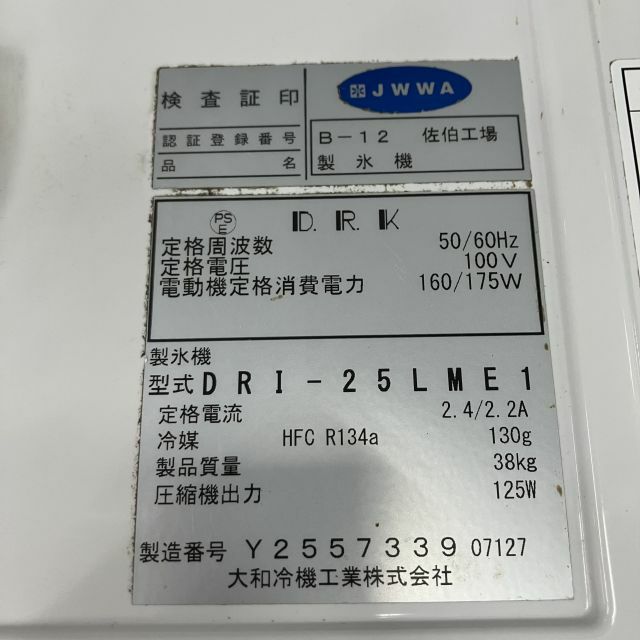 検査証印 JWWA
認証登録番号 B－12 佐伯工場
品名 製氷機
PS E D.R.K
定格周波数 50/60Hz
定格電圧 100V
電動機定格消費電力 160/175W
製氷機
型式 DRI-25LME1
定格電流 2.4/2.2A
冷媒 HFC R134a 130g
製品質量 38kg
圧縮機出力 125W
製造番号 Y2557339 07127
大和冷機工業株式会社